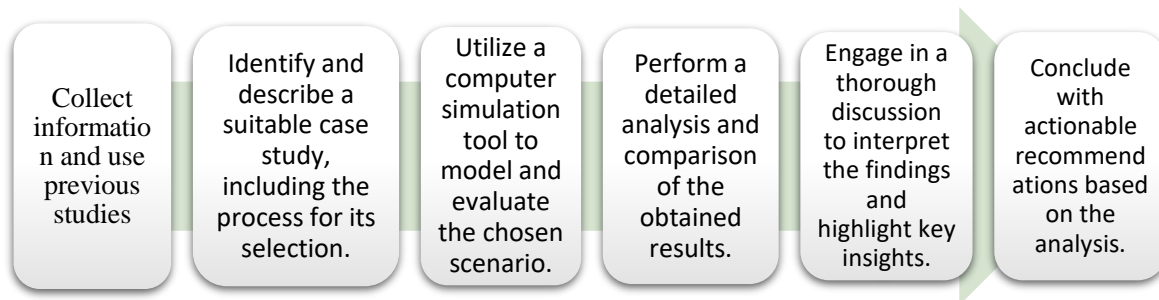 Collect
informatio
n and use
previous
studies
Identify and
describe a
suitable case
study,
including the
process for its
selection.
Utilize a
computer
simulation
tool to
model and
evaluate
the chosen
scenario.
Perform a
detailed
analysis and
comparison
of the
obtained
results.
Engage in a
thorough
discussion
to interpret
the findings
and
highlight key
insights.
Conclude
with
actionable
recommend
ations based
on the
analysis.